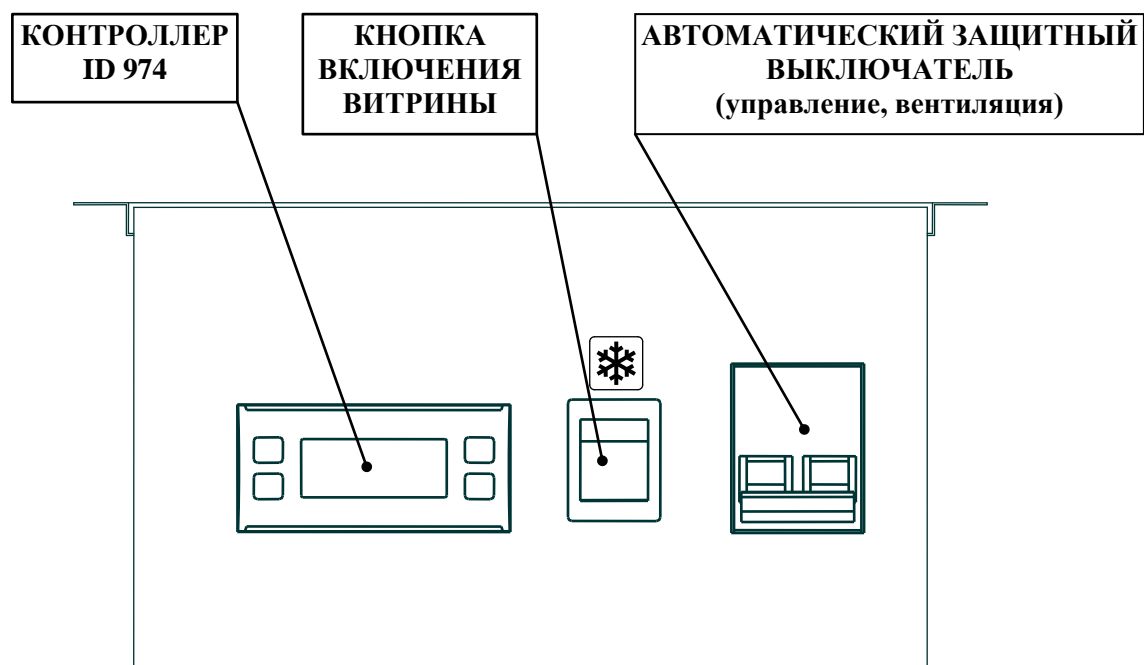 КОНТРОЛЛЕР
ID 974
КНОПКА
ВКЛЮЧЕНИЯ
ВИТРИНЫ
АВТОМАТИЧЕСКИЙ ЗАЩИТНЫЙ
ВЫКЛЮЧАТЕЛЬ
(управление, вентиляция)